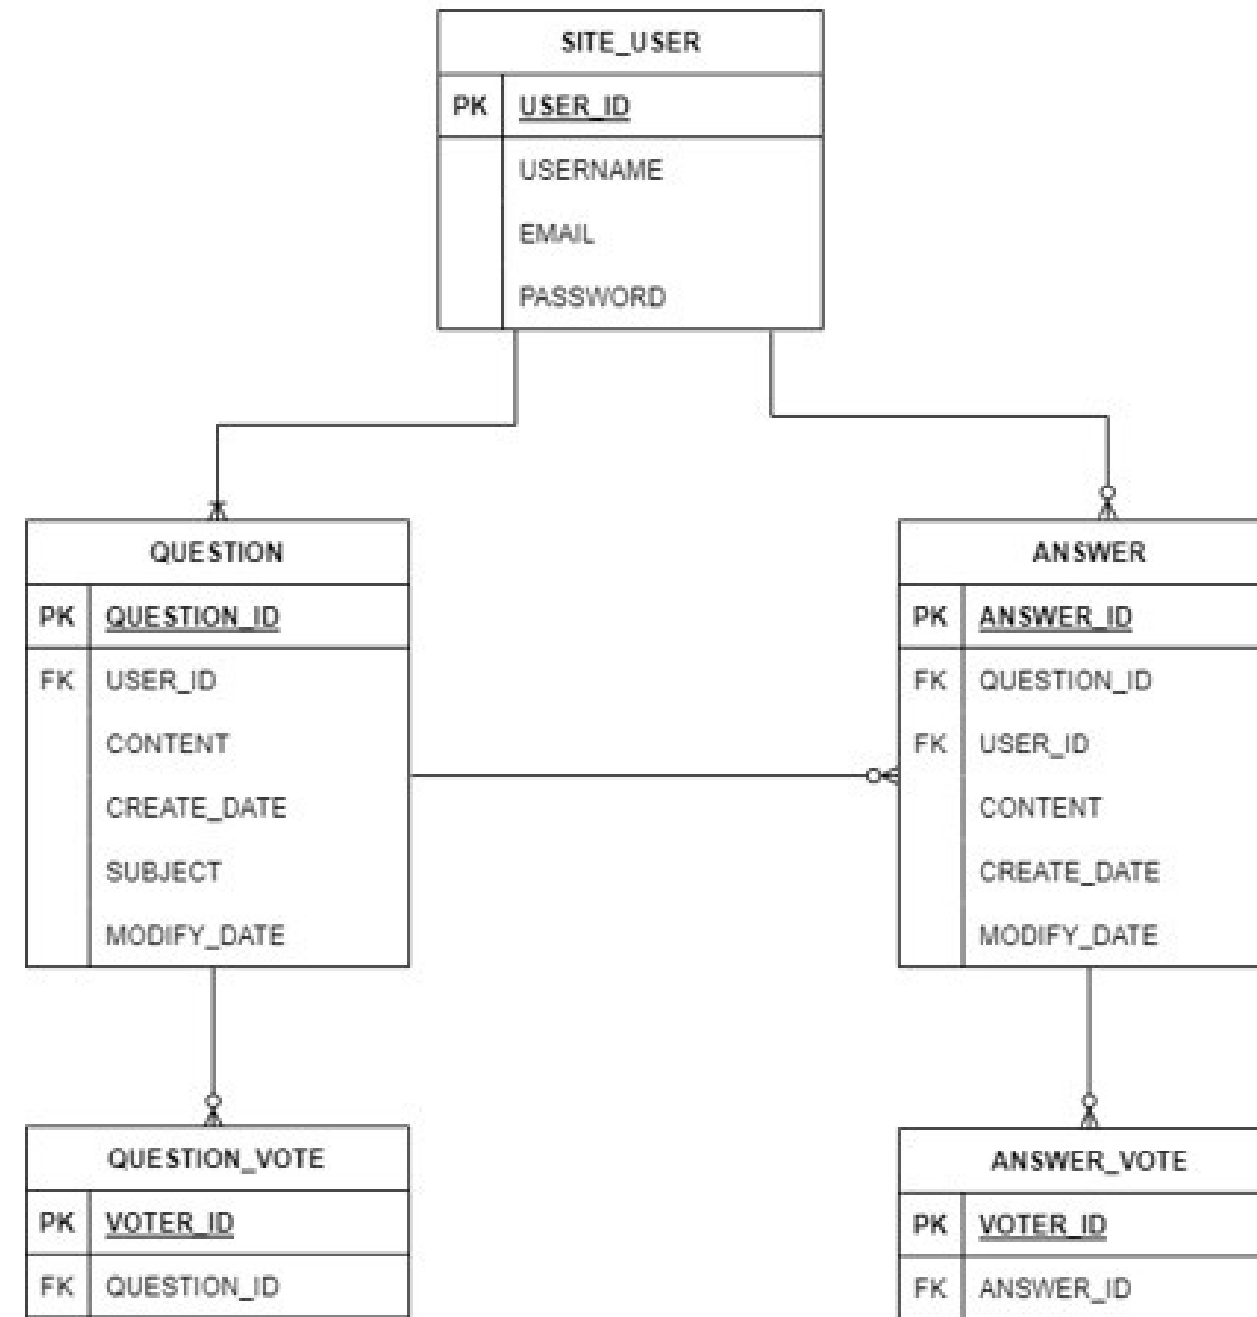 SITE_USER
PK USER_ID
USERNAME
EMAIL
PASSWORD
QUESTION
PK QUESTION_ID
FK USER_ID
CONTENT
CREATE_DATE
SUBJECT
MODIFY_DATE
ANSWER
PK ANSWER_ID
FK QUESTION_ID
FK USER_ID
CONTENT
CREATE_DATE
MODIFY_DATE
QUESTION_VOTE
PK VOTER_ID
FK QUESTION_ID
ANSWER_VOTE
PK VOTER_ID
FK ANSWER_ID